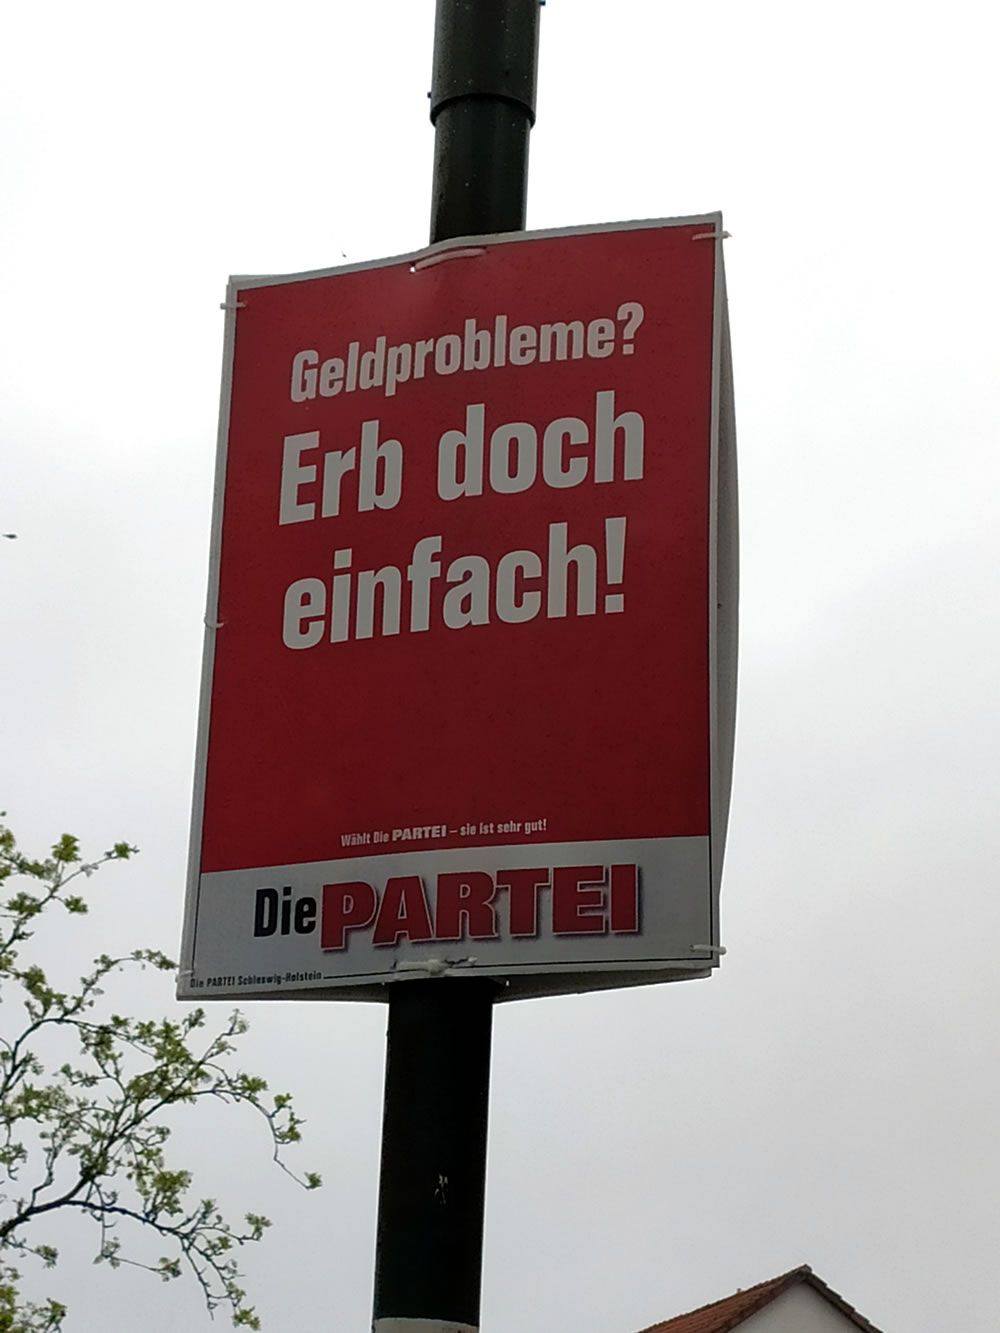 Geldprobleme?
Erb doch
einfach!
Wählt Die PARTEI – sie ist sehr gut!
Die PARTEI
Die PARTEI Schleswig-Holstein